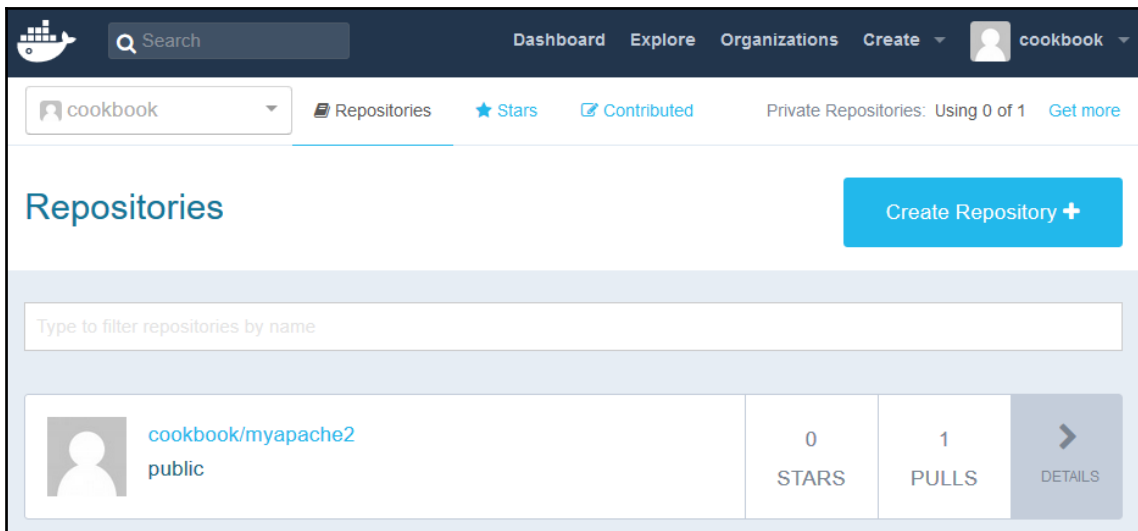 Search Dashboard Explore Organizations Create cookbook
cookbook Repositories Stars Contributed Private Repositories: Using 0 of 1 Get more
Repositories
Create Repository
Type to filter repositories by name
cookbook/myapache2
public
0
STARS
1
PULLS
DETAILS